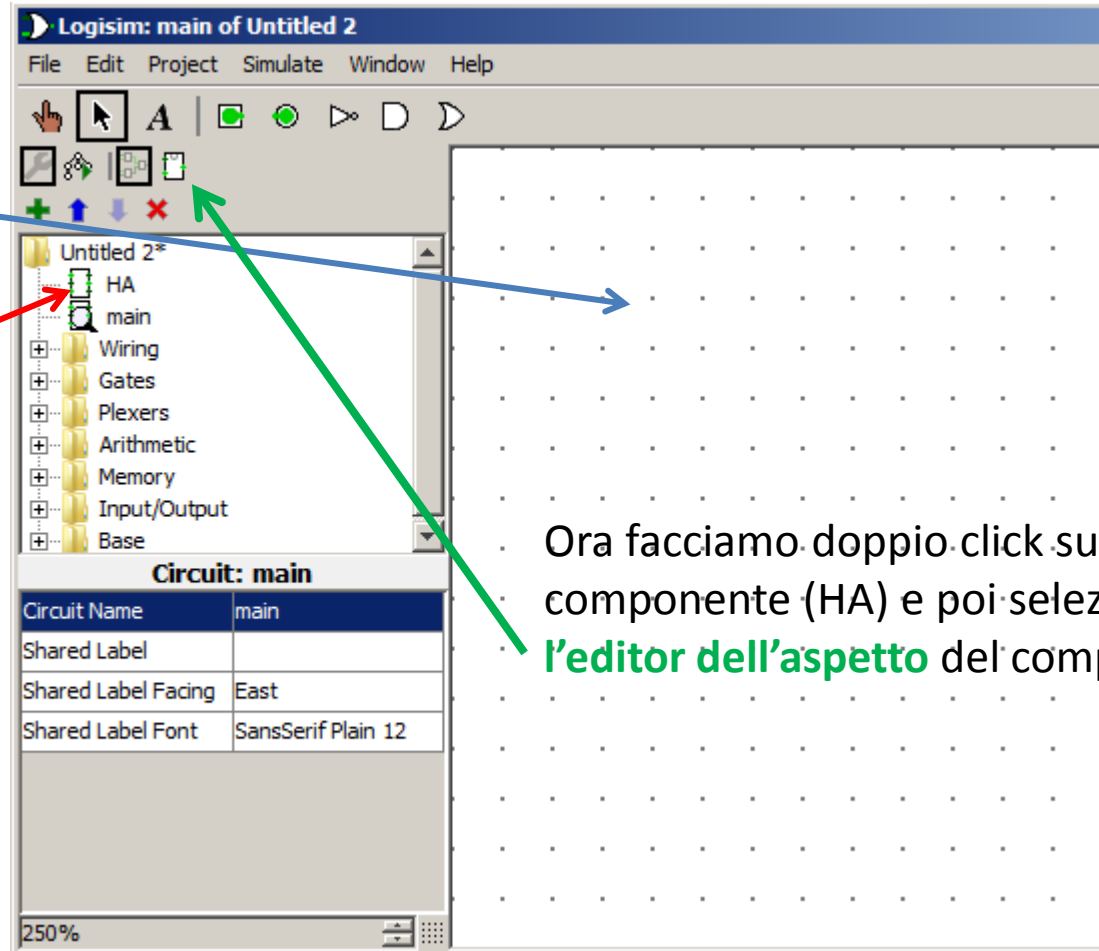 Logisim: main of Untitled 2
File Edit Project Simulate Window Help
A
Untitled 2*
HA
main
Wiring
Gates
Plexers
Arithmetic
Memory
Input/Output
Base
Circuit: main
Circuit Name main
Shared Label
Shared Label Facing East
Shared Label Font SansSerif Plain 12
250%
Ora facciamo doppio click su
componente (HA) e poi
l'editor dell'aspetto del